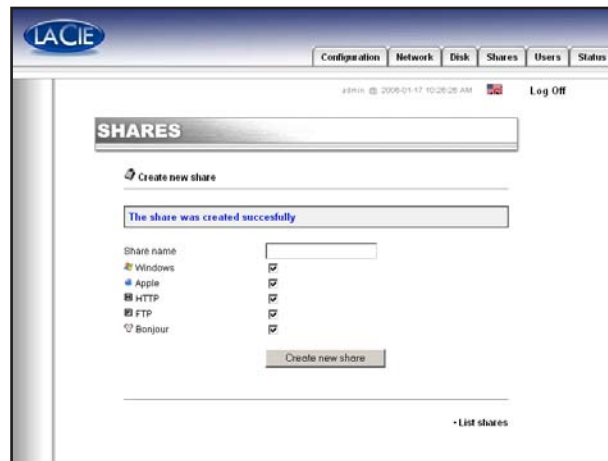 LACIE
Configuration Network Disk Shares Users Status
admin @ 2006-01-17 10:26:26 AM Log Off
SHARES
Create new share
The share was created succesfully
Share name
Windows
Apple
HTTP
FTP
Bonjour
Create new share
• List shares